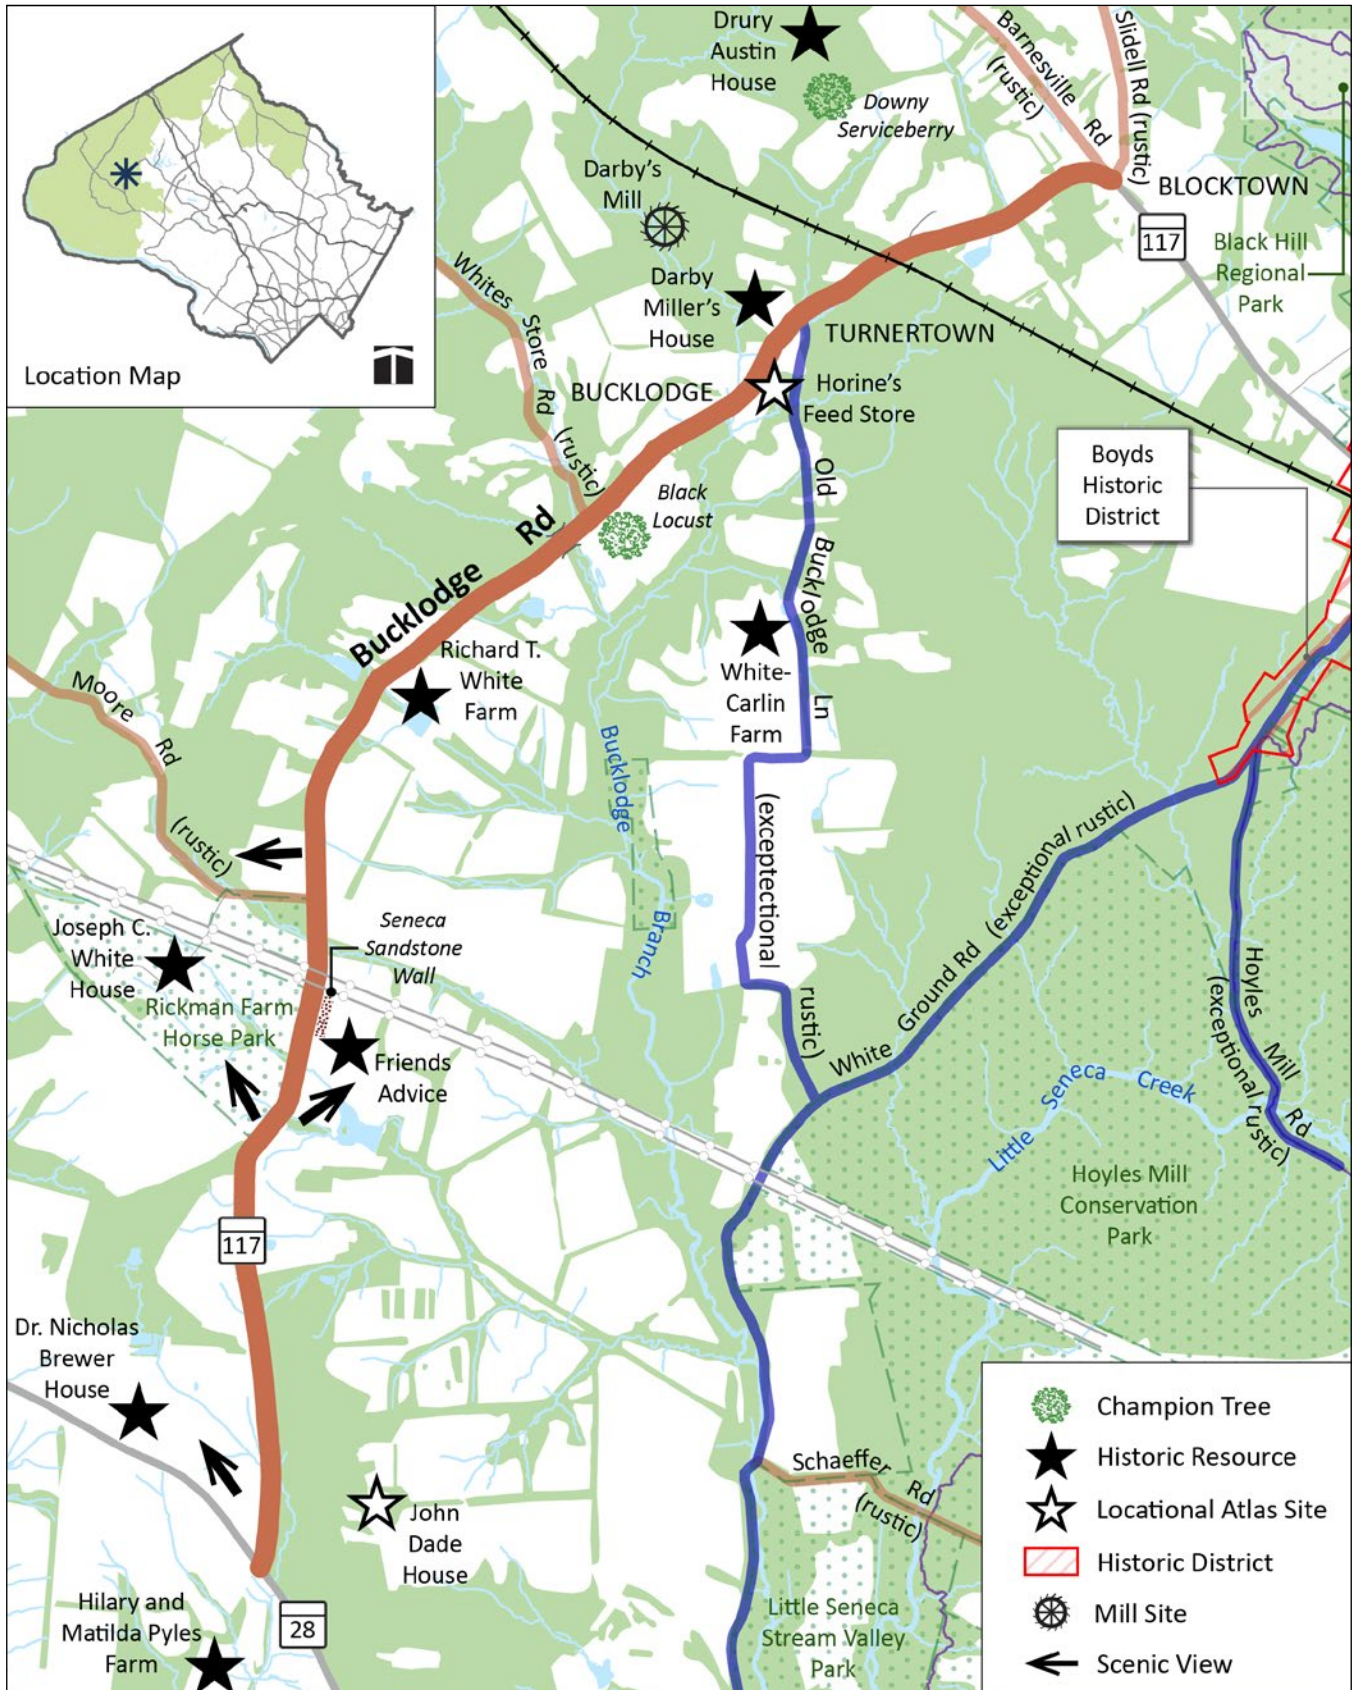 Location Map
Drury
Austin
House
Downy
Serviceberry
Barnesville Rd
(rustic)
Slidell Rd (rustic)
BLOCKTOWN
117
Black Hill
Regional
Park
Darby's
Mill
Darby
Miller's
House
TURNERTOWN
Whites Store Rd (rustic)
BUCKLODGE
Horine's
Feed Store
Boyds
Historic
District
Black
Locust
Old Bucklodge Ln (exceptectional rustic)
Bucklodge Rd
Richard T.
White
Farm
White-
Carlin
Farm
Moore Rd (rustic)
Bucklodge Branch
White Ground Rd (exceptional rustic)
Hoyles Mill Rd
(exceptional rustic)
Joseph C.
White
House
Seneca
Sandstone
Wall
Rickman Farm
Horse Park
Friends
Advice
Little Seneca Creek
Hoyles Mill
Conservation
Park
117
Dr. Nicholas
Brewer
House
John
Dade
House
Schaeffer Rd
(rustic)
Hilary and
Matilda Pyles
Farm
28
Little Seneca
Stream Valley
Park
Champion Tree
Historic Resource
Locational Atlas Site
Historic District
Mill Site
Scenic View